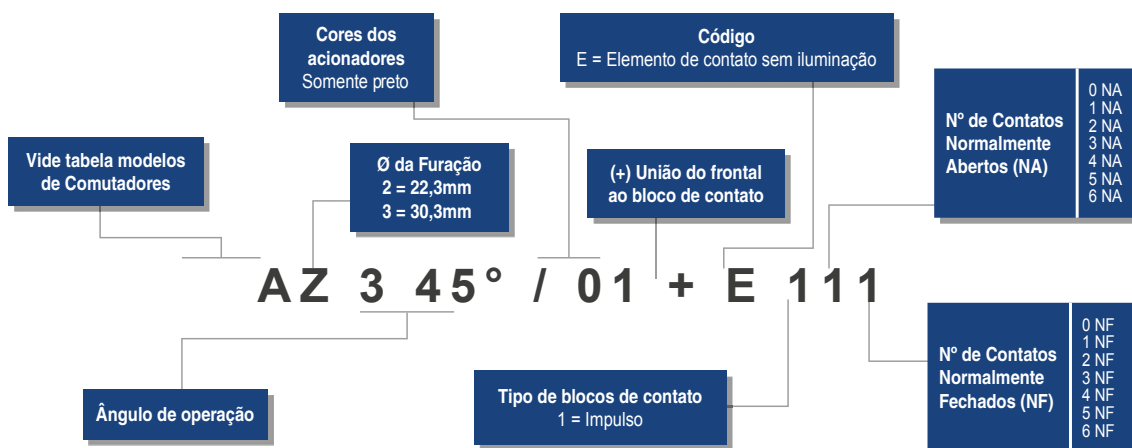 Cores dos
acionadores
Somente preto
Código
E = Elemento de contato sem iluminação
Vide tabela modelos
de Comutadores
Ø da Furação
2 = 22,3mm
3 = 30,3mm
(+) União do frontal
ao bloco de contato
Nº de Contatos
Normalmente
Abertos (NA)
0 NA
1 NA
2 NA
3 NA
4 NA
5 NA
6 NA
AZ 3 45° / 01 + E 111
Ângulo de operação
Tipo de blocos de contato
1 = Impulso
Nº de Contatos
Normalmente
Fechados (NF)
0 NF
1 NF
2 NF
3 NF
4 NF
5 NF
6 NF